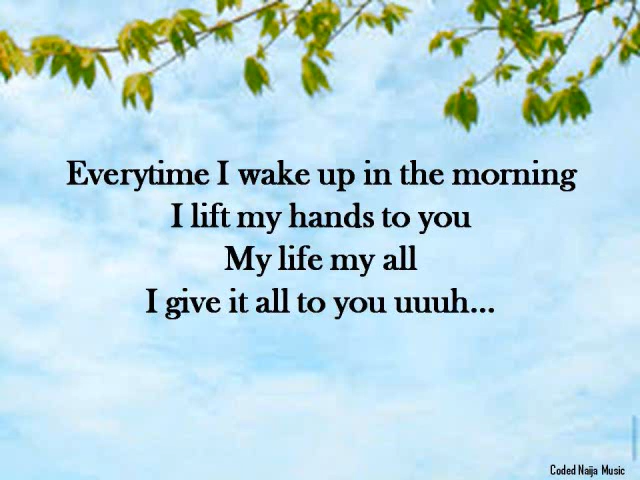 Everytime I wake up in the morning
I lift my hands to you
My life my all
I give it all to you uuuh...
Coded Naija Music